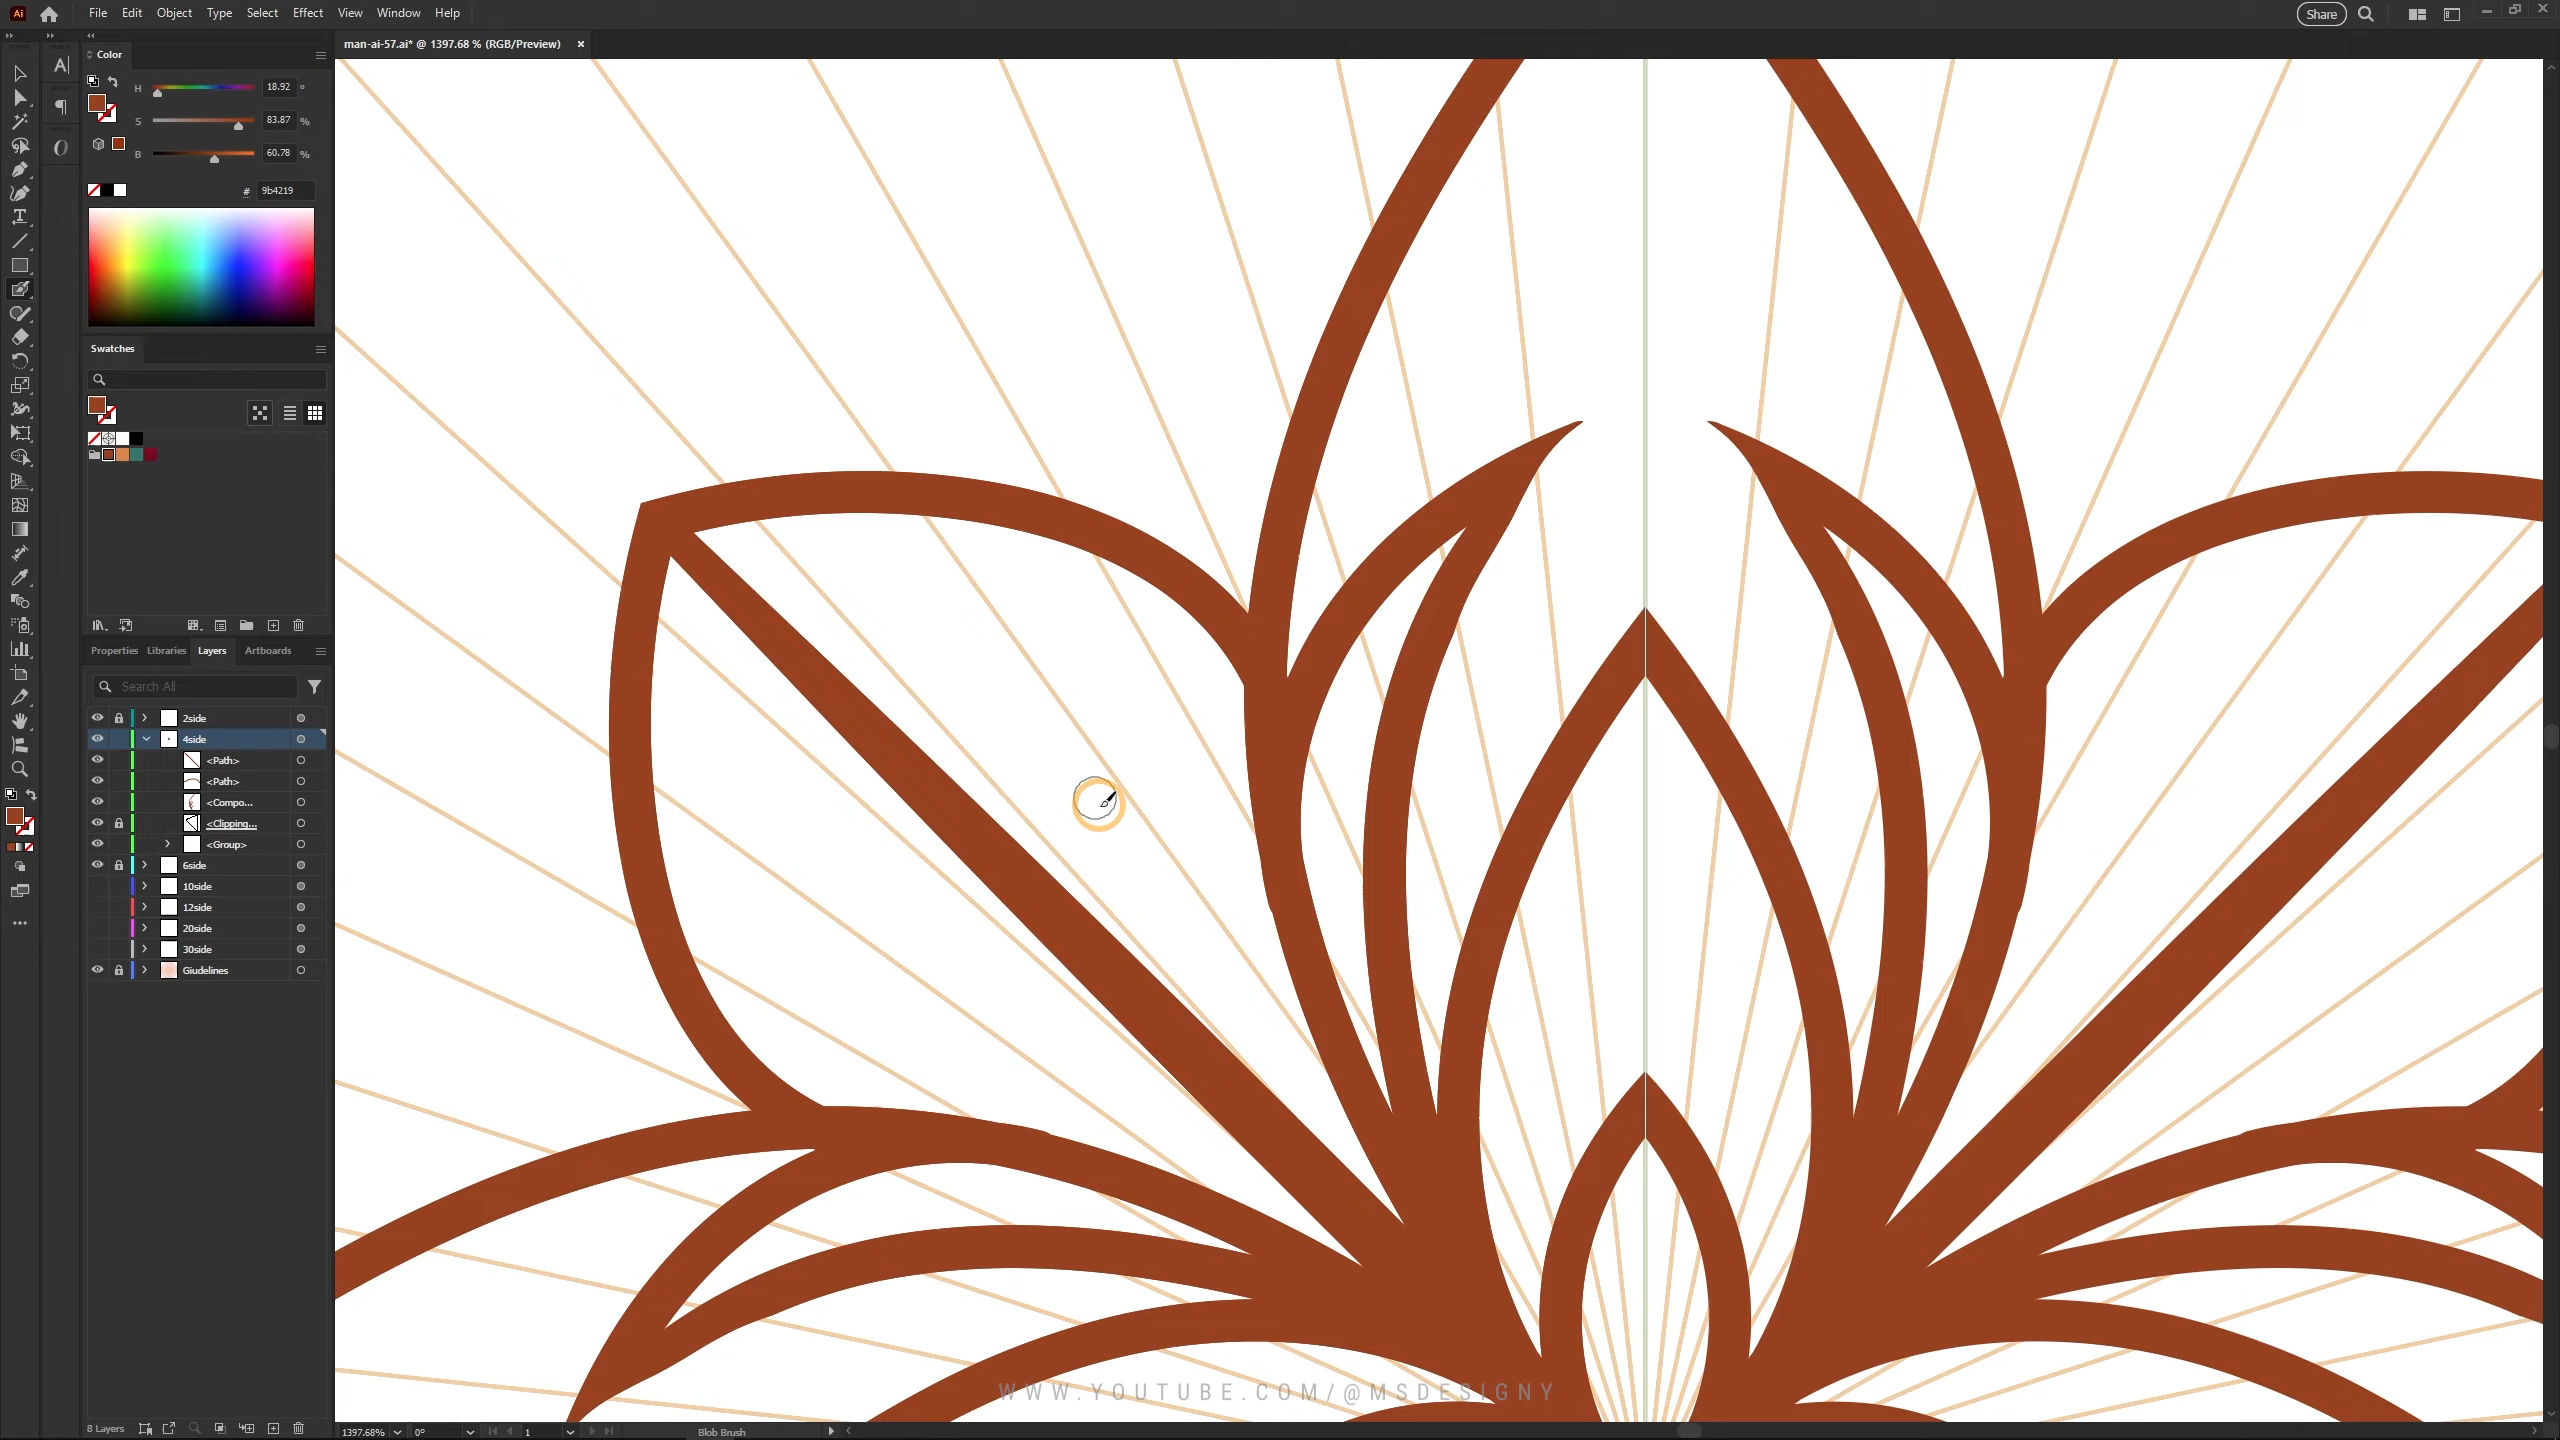 Ai File Edit Object Type Select Effect View Window Help Share
man-ai-57.ai* @ 1397.68 % (RGB/Preview)
Color
H 18.92 °
S 83.87 %
B 60.78 %
# 9b4219
Swatches
Properties Libraries Layers Artboards
Search All
2side
4side
<Path>
<Path>
<Compo...
<Clipping...
<Group>
6side
10side
12side
20side
30side
Giudelines
WWW.YOUTUBE.COM/@MSDESIGNY
8 Layers
1397.68% 0° 1 Blob Brush